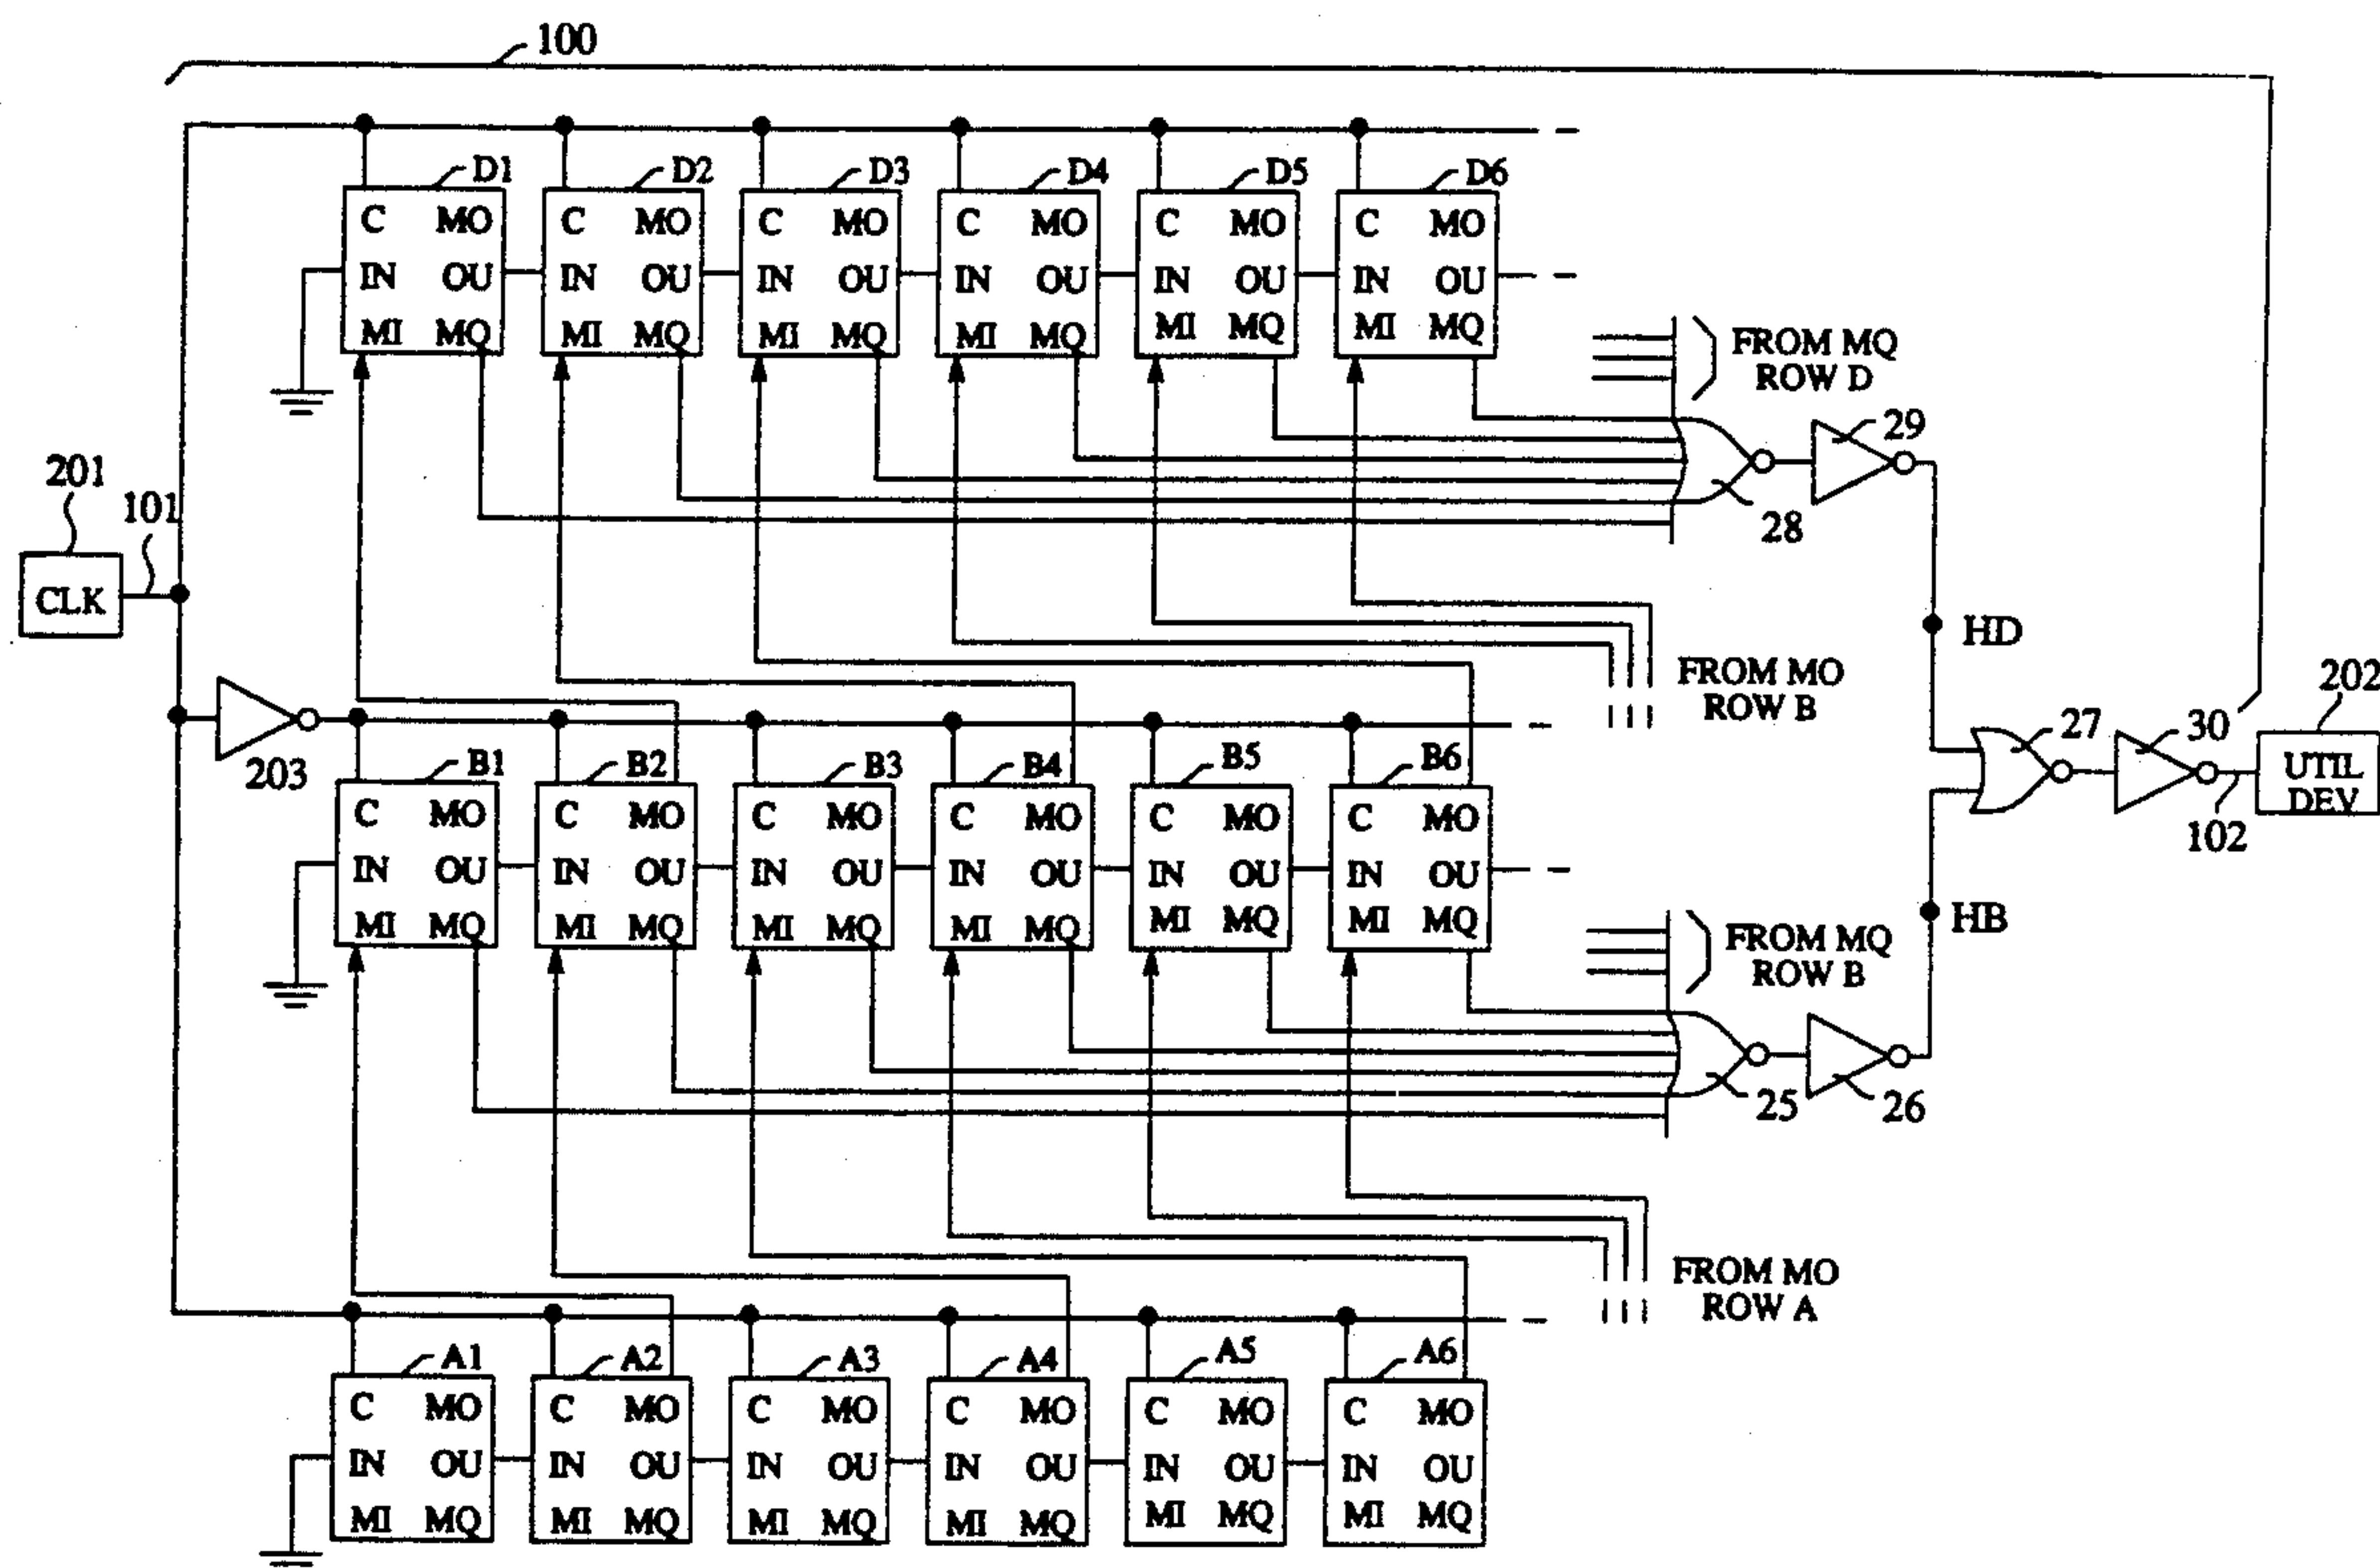 100
D1 D2 D3 D4 D5 D6
C MO C MO C MO C MO C MO C MO
IN OU IN OU IN OU IN OU IN OU IN OU
MI MQ MI MQ MI MQ MI MQ MI MQ MI MQ
FROM MQ
ROW D
29
28
201
101
CLK
HD
FROM MO
ROW B
202
203
B1 B2 B3 B4 B5 B6
27
30
UTIL
DEV
102
C MO C MO C MO C MO C MO C MO
IN OU IN OU IN OU IN OU IN OU IN OU
MI MQ MI MQ MI MQ MI MQ MI MQ MI MQ
HB
FROM MQ
ROW B
25
26
FROM MO
ROW A
A1 A2 A3 A4 A5 A6
C MO C MO C MO C MO C MO C MO
IN OU IN OU IN OU IN OU IN OU IN OU
MI MQ MI MQ MI MQ MI MQ MI MQ MI MQ